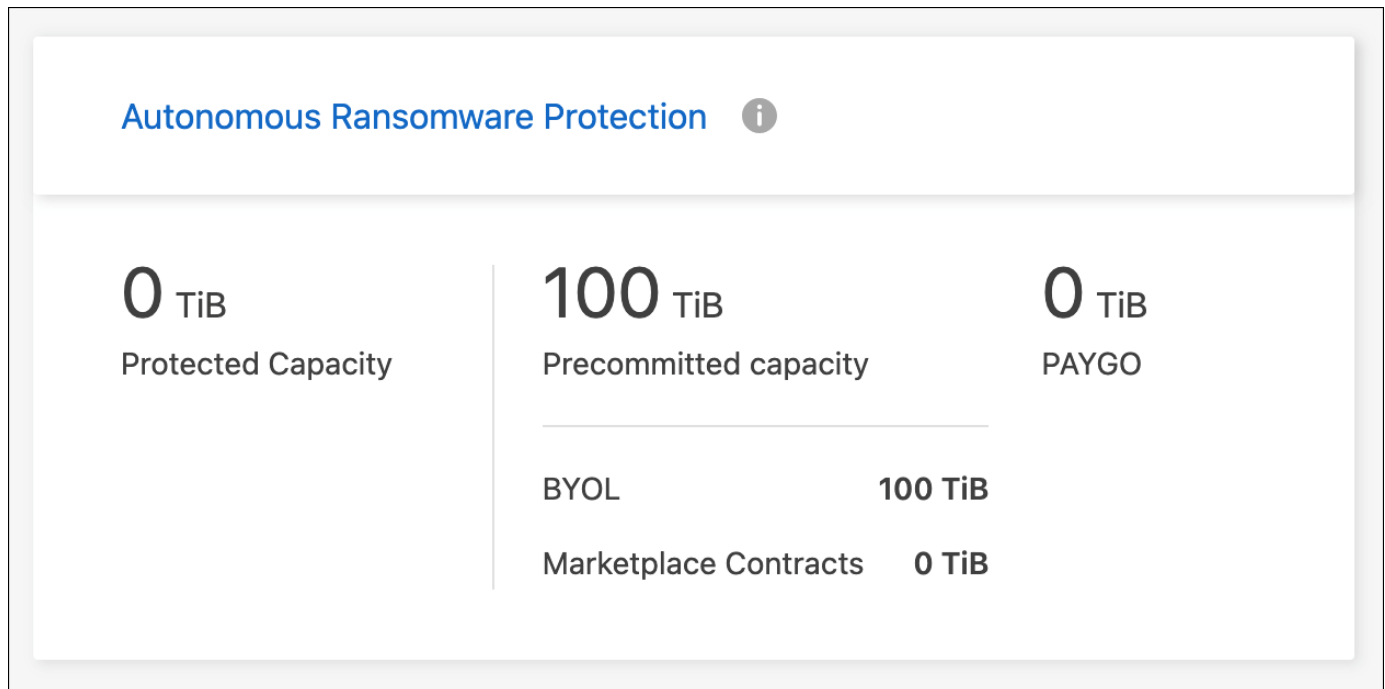 Autonomous Ransomware Protection
0 TiB
Protected Capacity
100 TiB
Precommitted capacity
BYOL 100 TiB
Marketplace Contracts 0 TiB
0 TiB
PAYGO